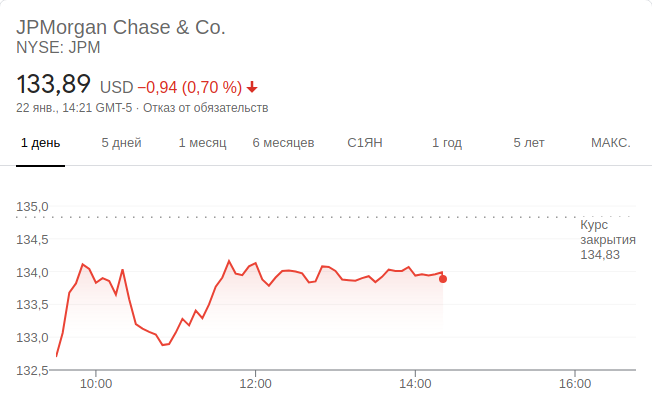 JPMorgan Chase & Co.
NYSE: JPM
133,89 USD −0,94 (0,70 %)
22 янв., 14:21 GMT-5 · Отказ от обязательств
1 день 5 дней 1 месяц 6 месяцев С1ЯН 1 год 5 лет МАКС.
135,0
Курс
закрытия
134,83
134,5
134,0
133,5
133,0
132,5
10:00 12:00 14:00 16:00